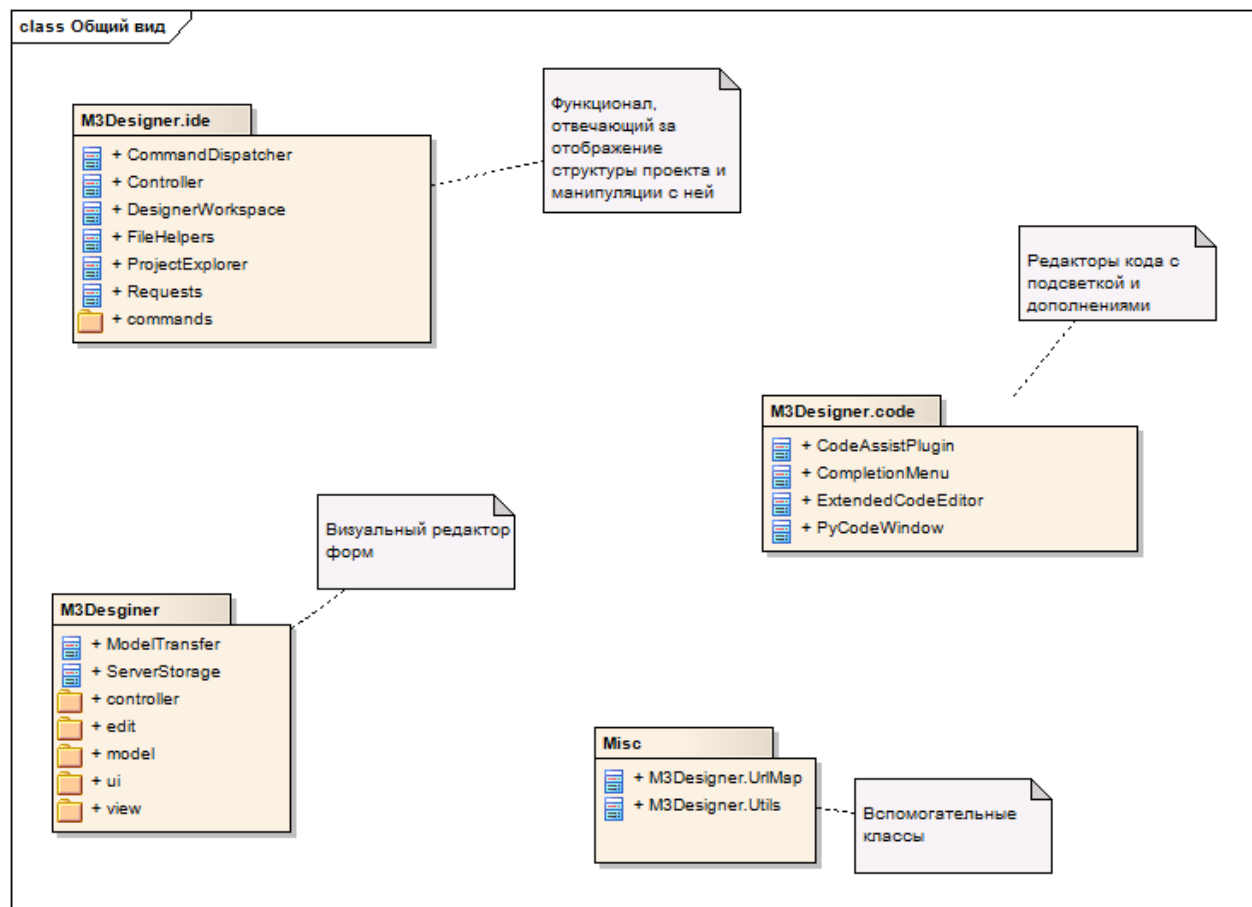 class Общий вид
M3Designer.ide
+ CommandDispatcher
+ Controller
+ DesignerWorkspace
+ FileHelpers
+ ProjectExplorer
+ Requests
+ commands
Функционал,
отвечающий за
отображение
структуры проекта и
манипуляции с ней
Редакторы кода с
подсветкой и
дополнениями
M3Designer.code
+ CodeAssistPlugin
+ CompletionMenu
+ ExtendedCodeEditor
+ PyCodeWindow
Визуальный редактор
форм
M3Desginer
+ ModelTransfer
+ ServerStorage
+ controller
+ edit
+ model
+ ui
+ view
Misc
+ M3Designer.UrlMap
+ M3Designer.Utils
Вспомогательные
классы